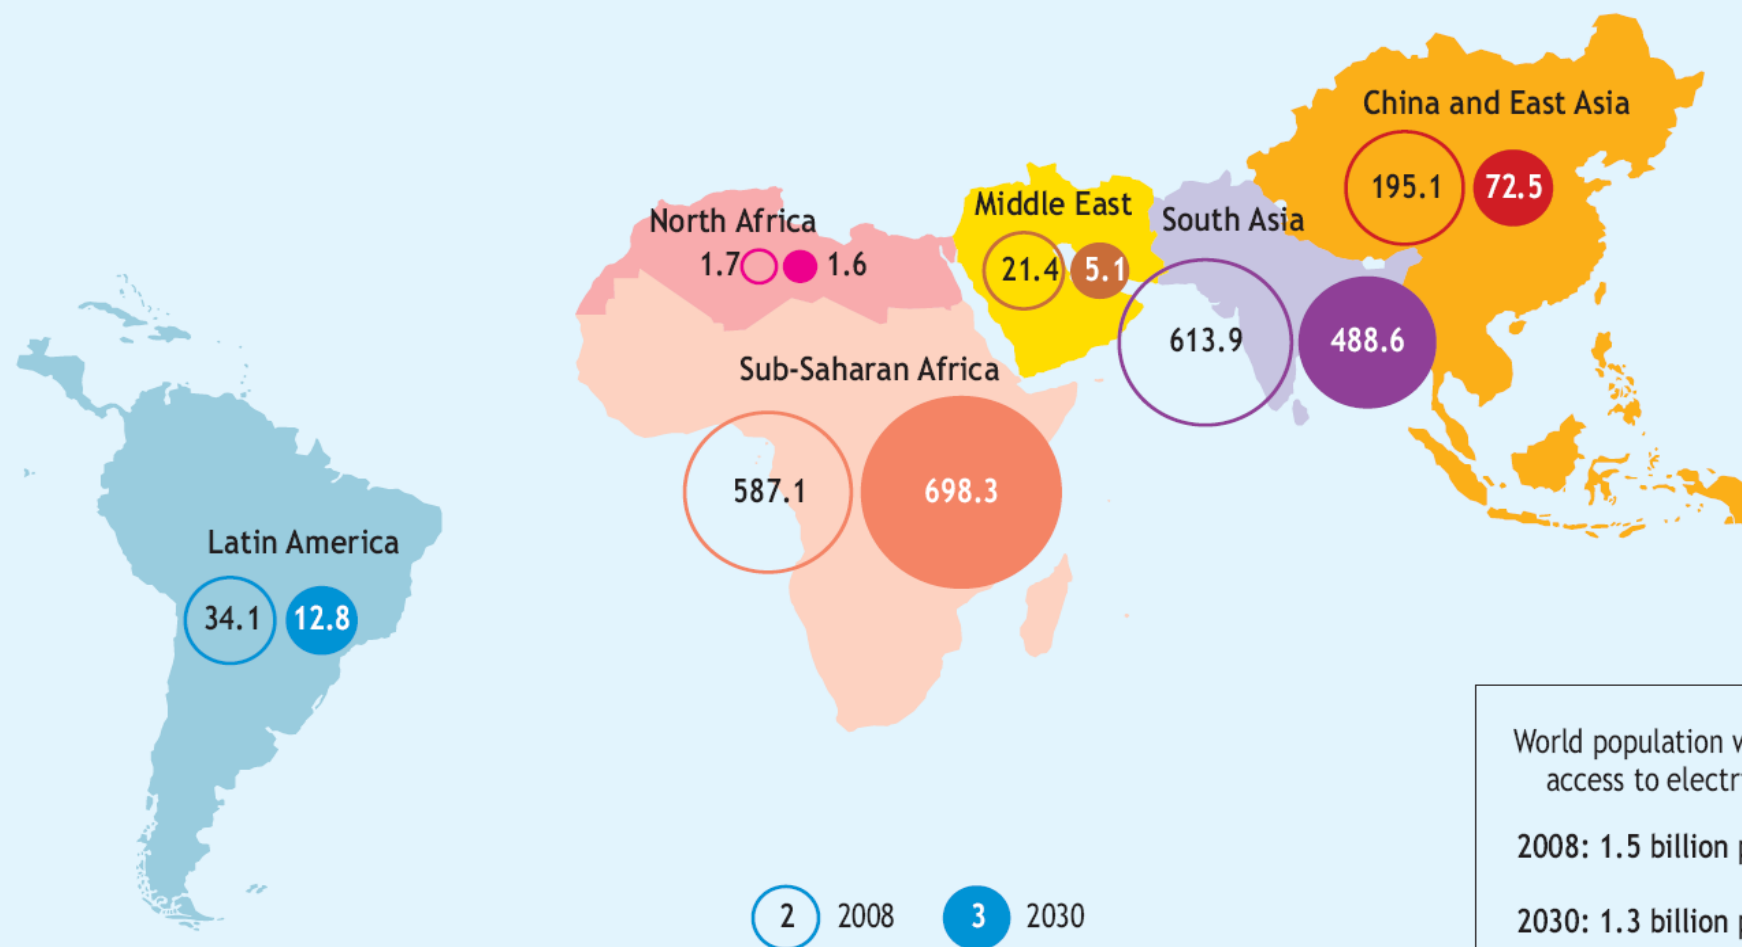 China and East Asia
195.1
72.5
North Africa
1.7
1.6
Middle East
21.4
5.1
South Asia
613.9
488.6
Sub-Saharan Africa
587.1
698.3
Latin America
34.1
12.8
World population
access to
2008: 1.5 billion
2030: 1.3 billion
2 2008 3 2030